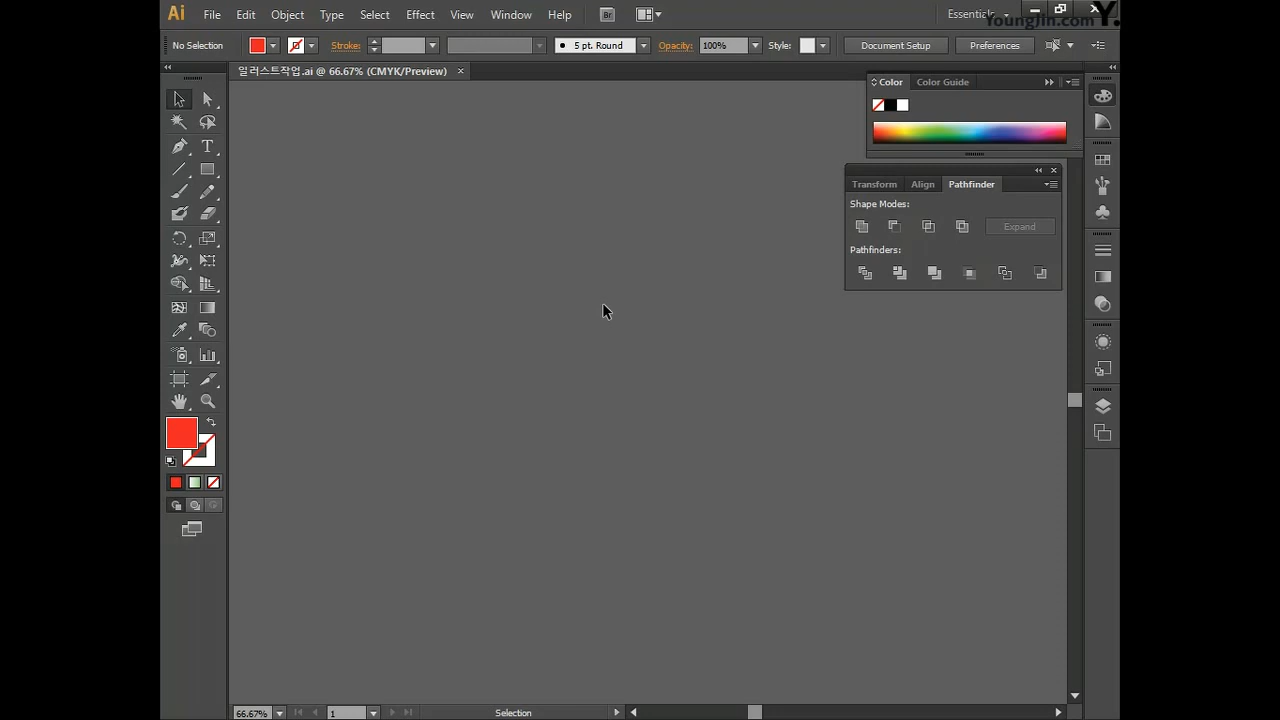 Ai File Edit Object Type Select Effect View Window Help Br Essentials
YoungJin.com Y.
No Selection Stroke: 5 pt. Round Opacity: 100% Style: Document Setup Preferences
일러스트작업.ai @ 66.67% (CMYK/Preview) ×
Color Color Guide
Transform Align Pathfinder
Shape Modes:
Expand
Pathfinders:
66.67% 1 Selection